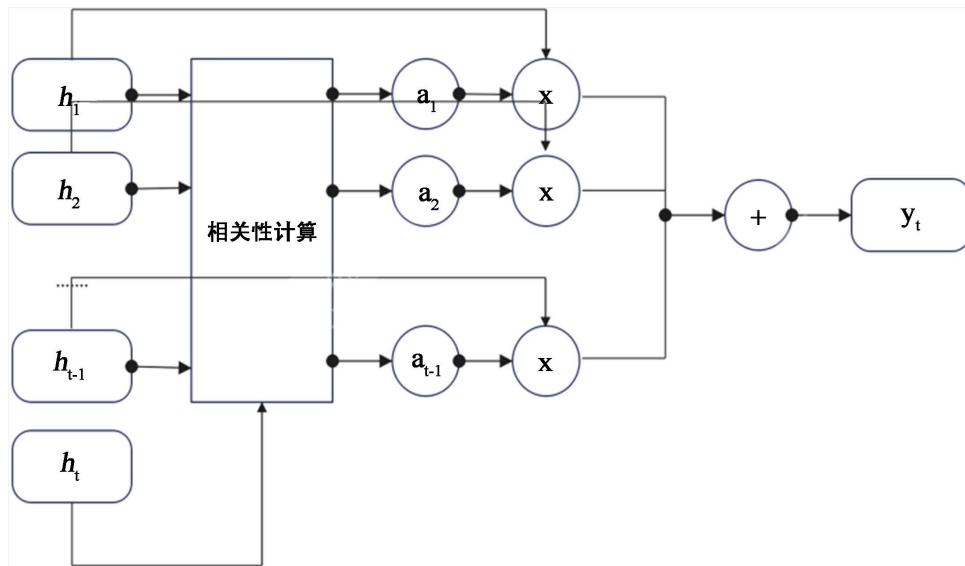 h₁ a₁ x
h₂ a₂ x
相关性计算 + yₜ
........
hₜ₋₁ aₜ₋₁ x
hₜ